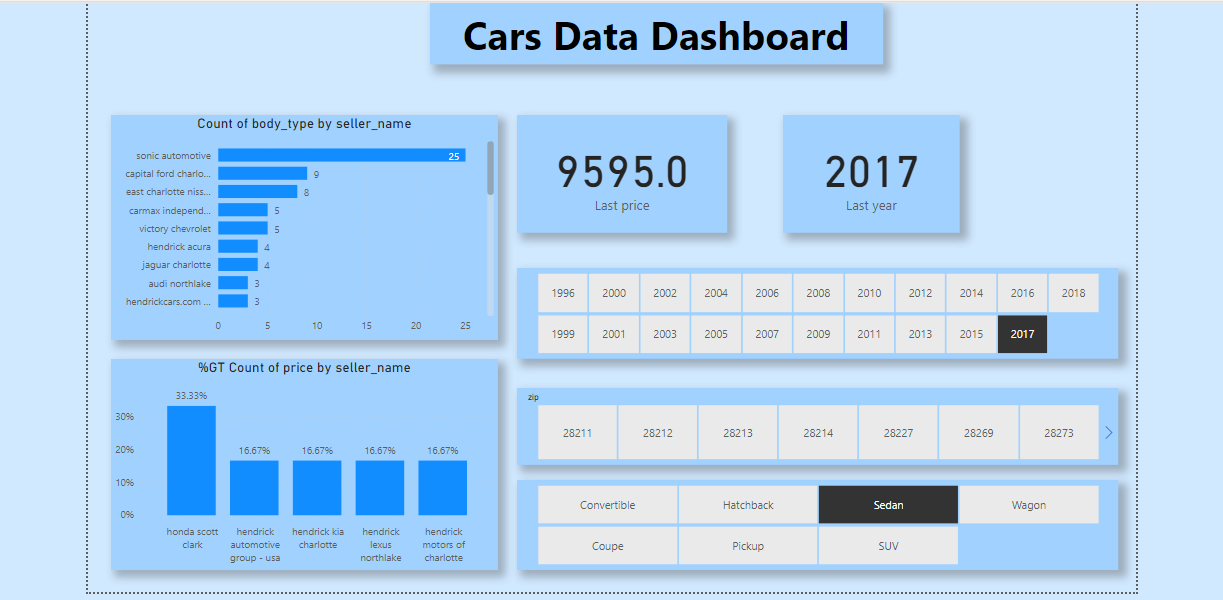 Cars Data Dashboard
Count of body_type by seller_name
sonic automotive 25
capital ford charlo... 9
east charlotte niss... 8
carmax independ... 5
victory chevrolet 5
hendrick acura 4
jaguar charlotte 4
audi northlake 3
hendrickcars.com ... 3
0 5 10 15 20 25
9595.0
Last price
2017
Last year
1996 2000 2002 2004 2006 2008 2010 2012 2014 2016 2018
1999 2001 2003 2005 2007 2009 2011 2013 2015 2017
%GT Count of price by seller_name
33.33%
30%
20%
16.67% 16.67% 16.67% 16.67%
10%
0%
honda scott clark
hendrick automotive group - usa
hendrick kia charlotte
hendrick lexus northlake
hendrick motors of charlotte
zip
28211 28212 28213 28214 28227 28269 28273
Convertible Hatchback Sedan Wagon
Coupe Pickup SUV